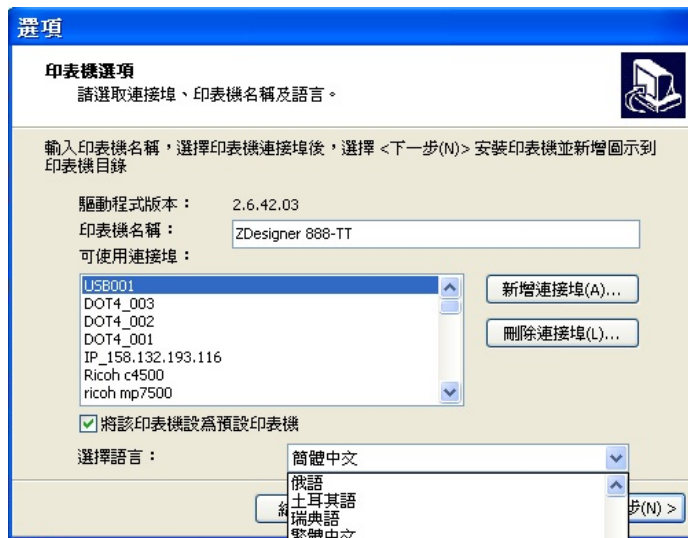 選項
印表機選項
請選取連接埠、印表機名稱及語言。
輸入印表機名稱，選擇印表機連接埠後，選擇 <下一步(N)> 安裝印表機並新增圖示到
印表機目錄
驅動程式版本： 2.6.42.03
印表機名稱： ZDesigner 888-TT
可使用連接埠：
USB001
DOT4_003
DOT4_002
DOT4_001
IP_158.132.193.116
Ricoh c4500
ricoh mp7500
新增連接埠(A)...
刪除連接埠(L)...
將該印表機設為預設印表機
選擇語言： 簡體中文
俄語
土耳其語
瑞典語
繁體中文
步(N) >